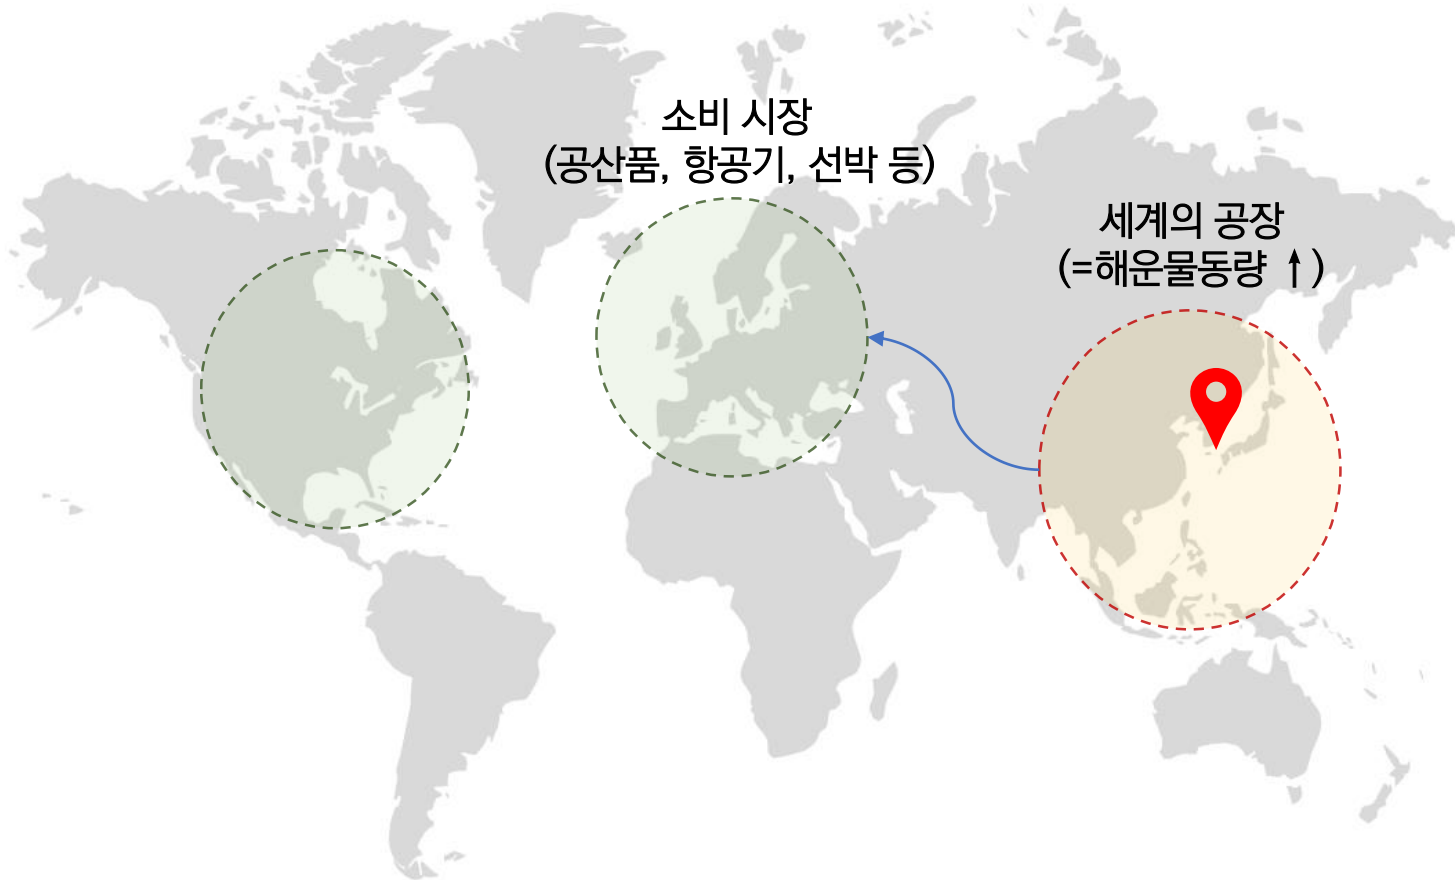 소비 시장
(공산품, 항공기, 선박 등)
세계의 공장
(=해운물동량 ↑)